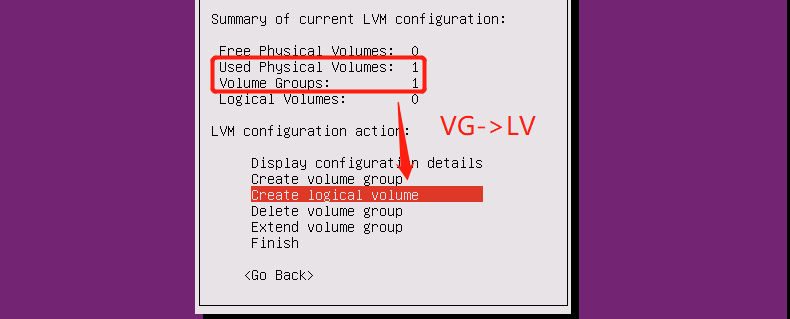 Summary of current LVM configuration:
Free Physical Volumes: 0
Used Physical Volumes: 1
Volume Groups: 1
Logical Volumes: 0
VG->LV
LVM configuration action:
Display configuration details
Create volume group
Create logical volume
Delete volume group
Extend volume group
Finish
<Go Back>